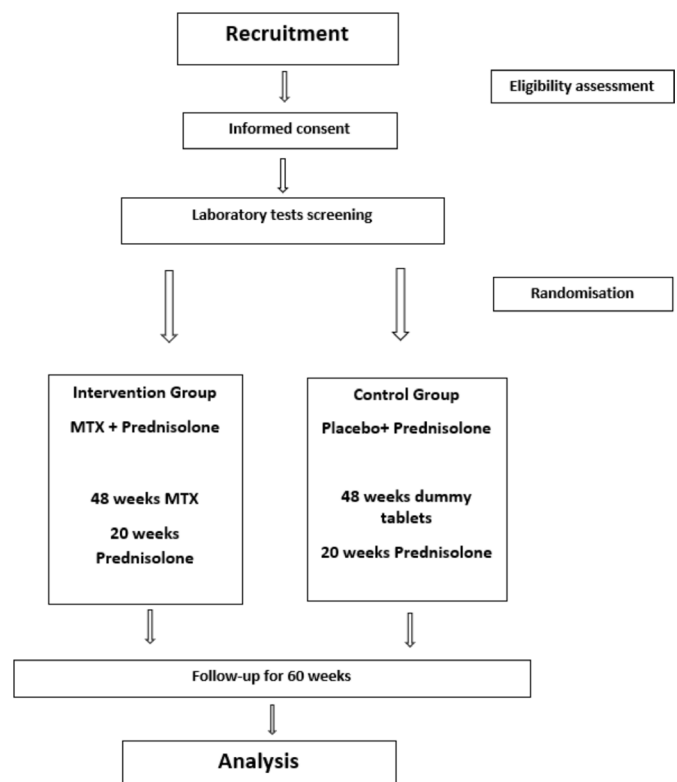 Recruitment
Eligibility assessment
Informed consent
Laboratory tests screening
Randomisation
Intervention Group
MTX + Prednisolone
48 weeks MTX
20 weeks
Prednisolone
Control Group
Placebo+ Prednisolone
48 weeks dummy
tablets
20 weeks Prednisolone
Follow-up for 60 weeks
Analysis